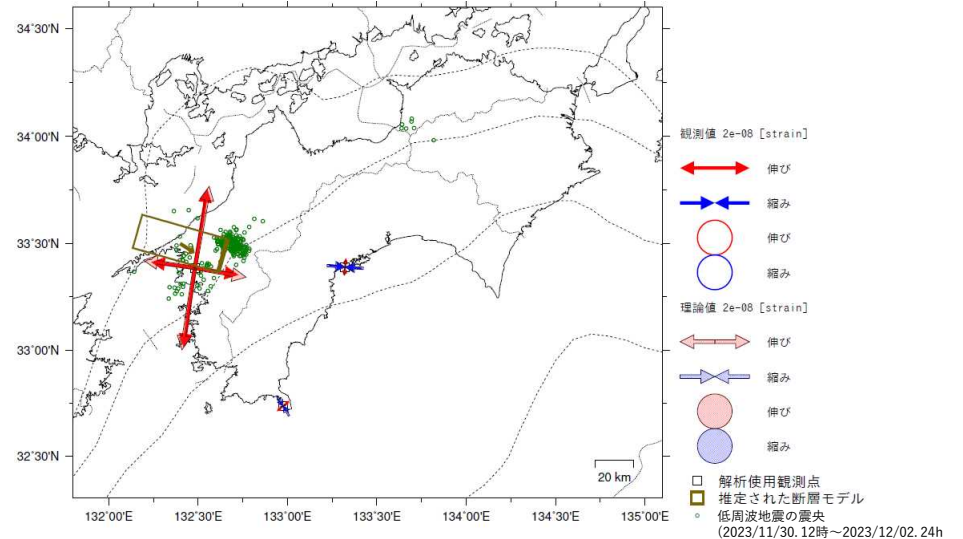 34°30'N
34°00'N
33°30'N
33°00'N
32°30'N
132°00'E 132°30'E 133°00'E 133°30'E 134°00'E 134°30'E 135°00'E
20 km
観測値 2e-08 [strain]
伸び
縮み
伸び
縮み
理論値 2e-08 [strain]
伸び
縮み
伸び
縮み
解析使用観測点
推定された断層モデル
低周波地震の震央
(2023/11/30.12時～2023/12/02.24h